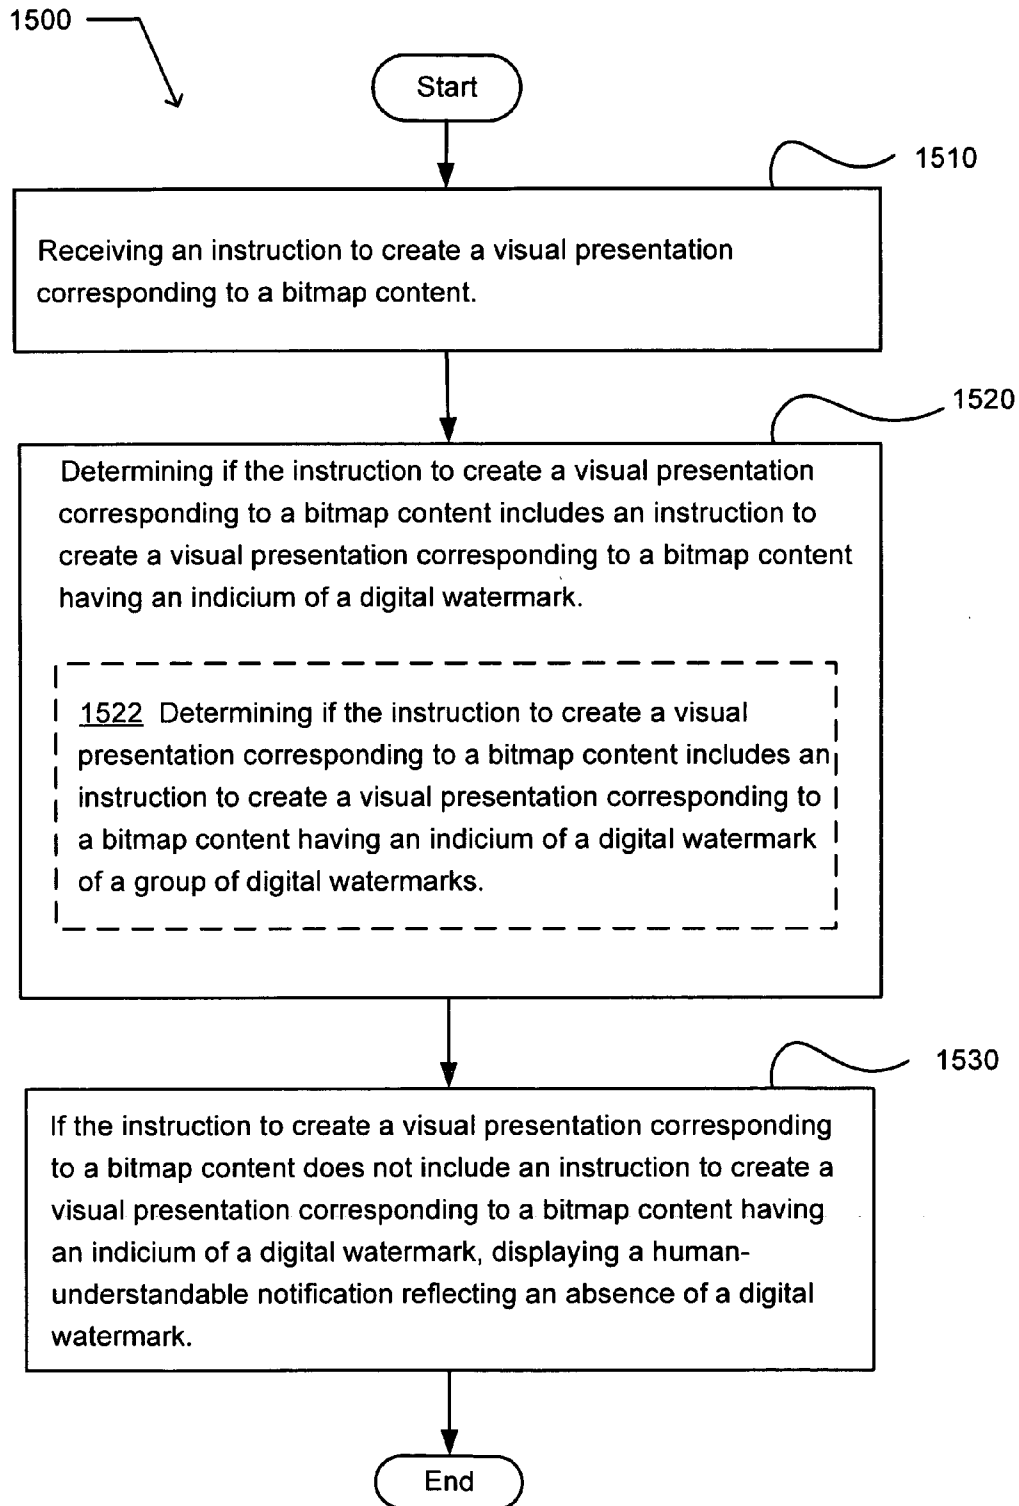 1500
Start
1510
Receiving an instruction to create a visual presentation
corresponding to a bitmap content.
1520
Determining if the instruction to create a visual presentation
corresponding to a bitmap content includes an instruction to
create a visual presentation corresponding to a bitmap content
having an indicium of a digital watermark.
1522 Determining if the instruction to create a visual
presentation corresponding to a bitmap content includes an
instruction to create a visual presentation corresponding to
a bitmap content having an indicium of a digital watermark
of a group of digital watermarks.
1530
If the instruction to create a visual presentation corresponding
to a bitmap content does not include an instruction to create a
visual presentation corresponding to a bitmap content having
an indicium of a digital watermark, displaying a human-
understandable notification reflecting an absence of a digital
watermark.
End